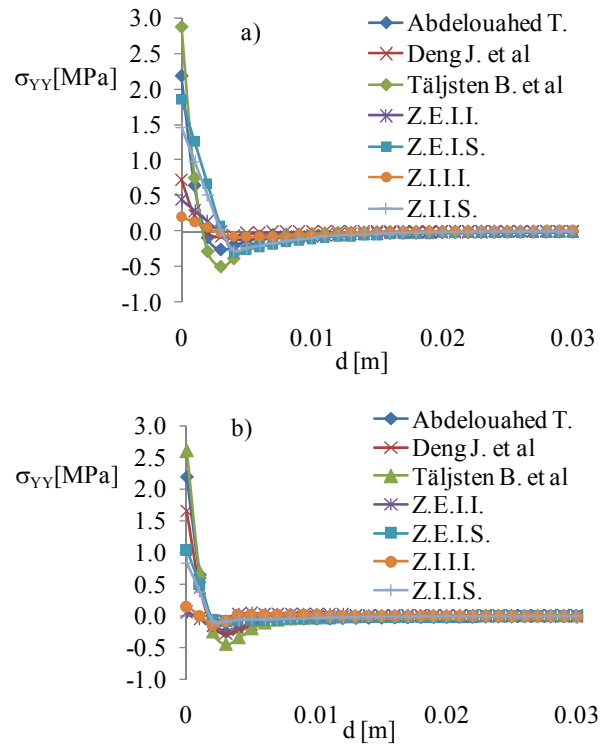 a)
σYY[MPa]
3.0
2.5
2.0
1.5
1.0
0.5
0.0
-0.5
-1.0
0
0.01
0.02
0.03
d [m]
Abdelouahed T.
Deng J. et al
Täljsten B. et al
Z.E.I.I.
Z.E.I.S.
Z.I.I.I.
Z.I.I.S.
b)
σYY[MPa]
3.0
2.5
2.0
1.5
1.0
0.5
0.0
-0.5
-1.0
0
0.01
0.02
0.03
d [m]
Abdelouahed T.
Deng J. et al
Täljsten B. et al
Z.E.I.I.
Z.E.I.S.
Z.I.I.I.
Z.I.I.S.